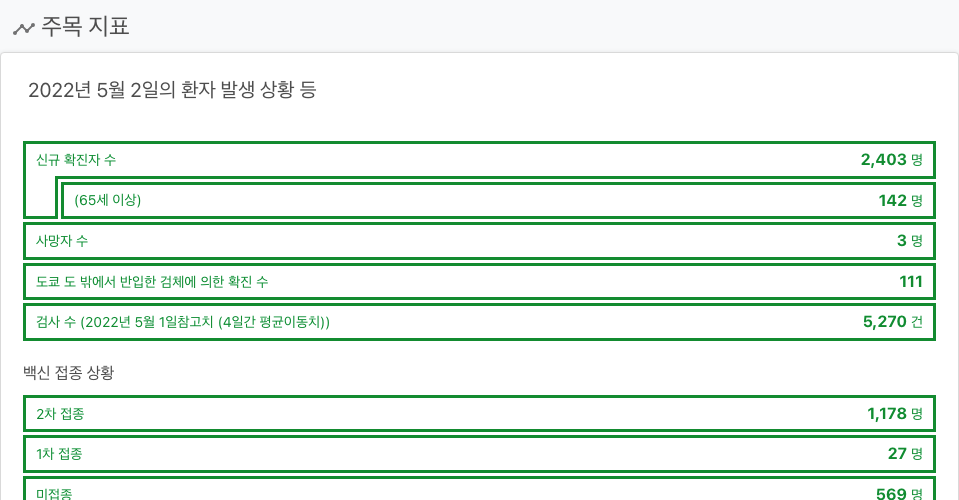 주목 지표
2022년 5월 2일의 환자 발생 상황 등
신규 확진자 수 2,403 명
(65세 이상) 142 명
사망자 수 3 명
도쿄 도 밖에서 반입한 검체에 의한 확진 수 111
검사 수 (2022년 5월 1일참고치 (4일간 평균이동치)) 5,270 건
백신 접종 상황
2차 접종 1,178 명
1차 접종 27 명
미접종 569 명